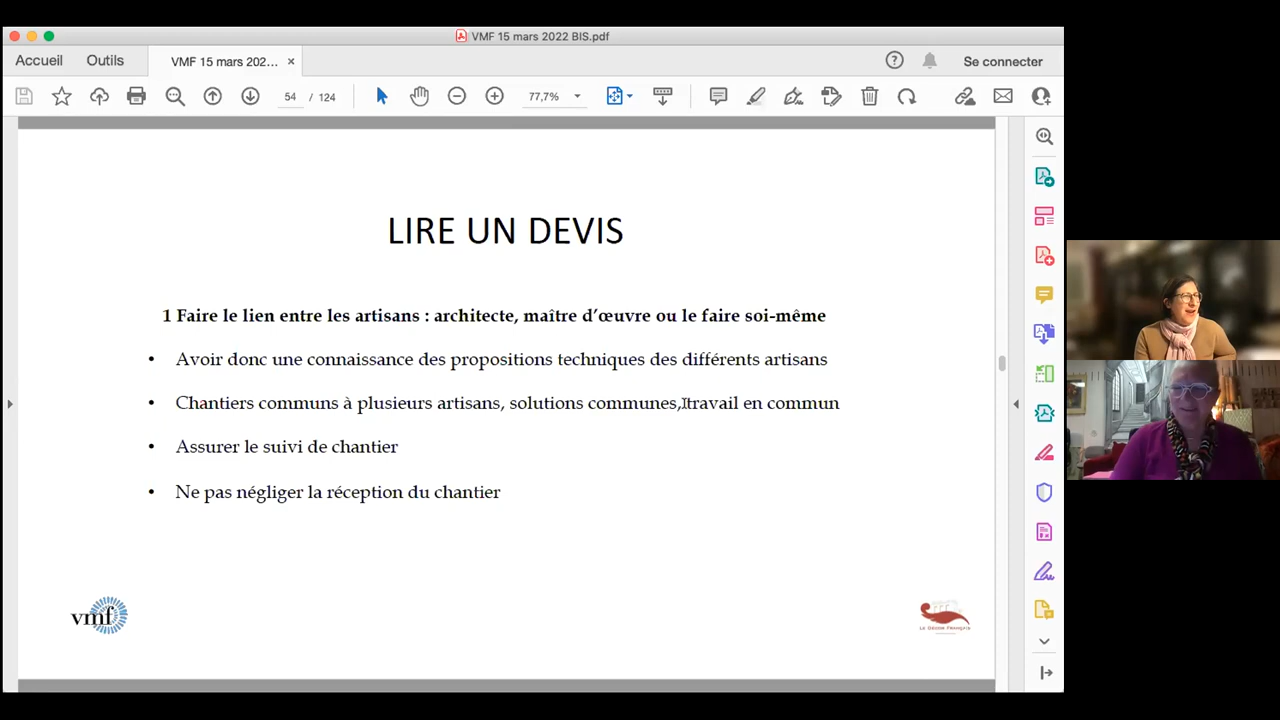 VMF 15 mars 2022 BIS.pdf
Accueil Outils VMF 15 mars 202... × Se connecter
54 / 124 77,7%
LIRE UN DEVIS
1 Faire le lien entre les artisans : architecte, maître d’œuvre ou le faire soi-même
• Avoir donc une connaissance des propositions techniques des différents artisans
• Chantiers communs à plusieurs artisans, solutions communes, travail en commun
• Assurer le suivi de chantier
• Ne pas négliger la réception du chantier
vmf
LE DÉCOR FRANÇAIS